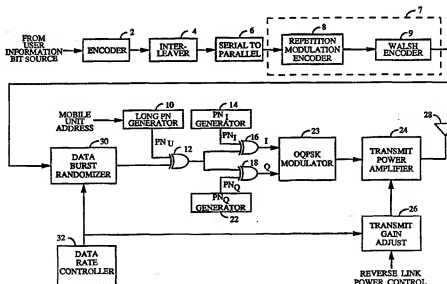 7
FROM
USER
INFORMATION
BIT SOURCE
2
ENCODER
4
INTER-
LEAVER
6
SERIAL TO
PARALLEL
8
REPETITION
MODULATION
ENCODER
9
WALSH ENCODER
MOBILE
UNIT
ADDRESS
10
LONG PN
GENERATOR
14
PN I
GENERATOR
28
30
DATA
BURST
RANDOMIZER
PN U
12
PN I
16
I
18
Q
PN Q
23
OQPSK
MODULATOR
24
TRANSMIT
POWER
AMPLIFIER
PN Q
GENERATOR
22
26
TRANSMIT
GAIN
ADJUST
32
DATA
RATE
CONTROLLER
REVERSE LINK
POWER CONTROL